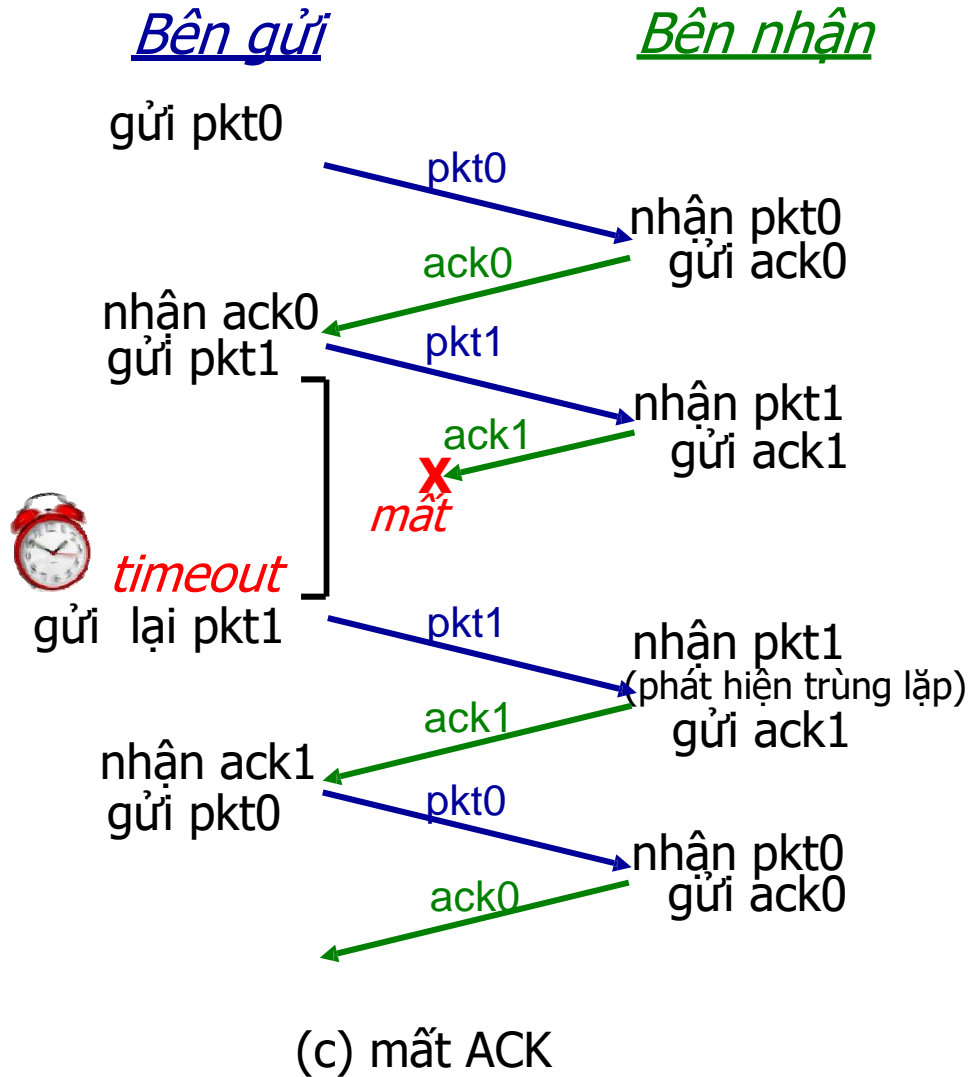 Bên gửi
Bên nhận
gửi pkt0
pkt0
nhận pkt0
gửi ack0
ack0
nhận ack0
gửi pkt1
pkt1
nhận pkt1
gửi ack1
ack1
X
mất
timeout
gửi lại pkt1
pkt1
nhận pkt1
(phát hiện trùng lặp)
gửi ack1
ack1
nhận ack1
gửi pkt0
pkt0
nhận pkt0
gửi ack0
ack0
(c) mất ACK